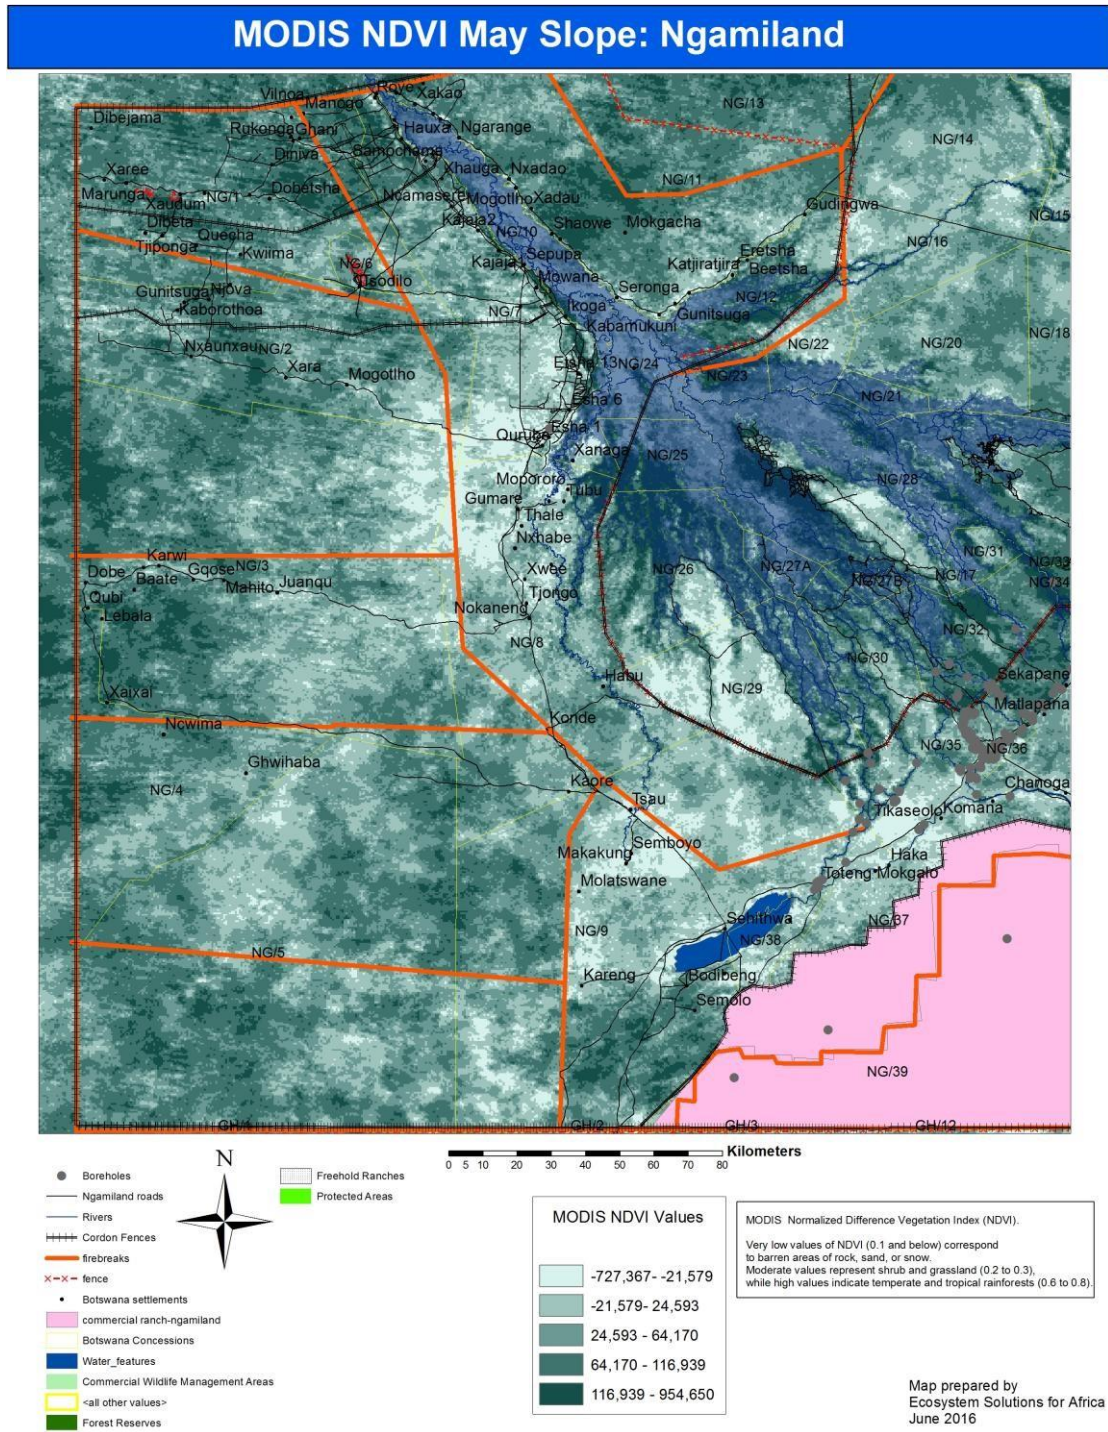 MODIS NDVI May Slope: Ngamiland
Roye
Vilnoa
Manogo
Xakao
NG/13
Dibejama
Rukonga
Ghani
Hauxa
Ngarange
NG/14
Diniva
Samochama
Xaree
Xhauga
Nxadao
NG/11
Marunga
Xaudum
NG/1
Dobetsha
Ncamasere
Mogotlho
Xadau
Gudingwa
NG/15
Dibeta
Kajaja2
NG/10
Shaowe
Mokgacha
Tjiponga
Quegha
Kwiima
NG/16
Eretsha
NG/6
Kajaja
Sepupa
Katjiratjira
Beetsha
Tsodilo
Mowana
Gunitsuga
Njova
Seronga
NG/12
Kaborothoa
NG/7
Ikoga
Gunitsuga
Kabamukuni
NG/18
Nxaunxau
NG/2
NG/22
NG/20
Xara
Mogotlho
Etsha 13
NG/24
NG/23
NG/21
Esha 6
Qurube
Esha 1
Xanaga
NG/25
Mopororo
NG/28
Gumare
Tubu
Thale
Nxhabe
NG/31
Karwi
NG/33
Dobe
Gqose
NG/3
Xwee
NG/26
NG/27A
NG/17
Baate
Mahito
Juanqu
NG/27B
NG/34
Qubi
Tjongo
Lebala
Nokaneng
NG/32
NG/8
NG/30
Habu
NG/29
Sekapane
Xaixai
Matlapana
Ncwima
Konde
NG/35
NG/36
Ghwihaba
NG/4
Kaore
Chanoga
Tsau
Tikaseolo
Komana
Semboyo
Makakung
Haka
Molatswane
Toteng
Mokgalo
Sehithwa
NG/37
NG/5
NG/9
NG/38
Kareng
Bodibeng
Semolo
NG/39
GH/1
GH/2
GH/3
GH/12
N
0 5 10 20 30 40 50 60 70 80
Kilometers
Boreholes
Ngamiland roads
Rivers
Cordon Fences
firebreaks
fence
Botswana settlements
commercial ranch-ngamiland
Botswana Concessions
Water_features
Commercial Wildlife Management Areas
<all other values>
Forest Reserves
Freehold Ranches
Protected Areas
MODIS NDVI Values
-727,367- -21,579
-21,579- 24,593
24,593 - 64,170
64,170 - 116,939
116,939 - 954,650
MODIS Normalized Difference Vegetation Index (NDVI).
Very low values of NDVI (0.1 and below) correspond
to barren areas of rock, sand, or snow.
Moderate values represent shrub and grassland (0.2 to 0.3),
while high values indicate temperate and tropical rainforests (0.6 to 0.8).
Map prepared by
Ecosystem Solutions for Africa
June 2016